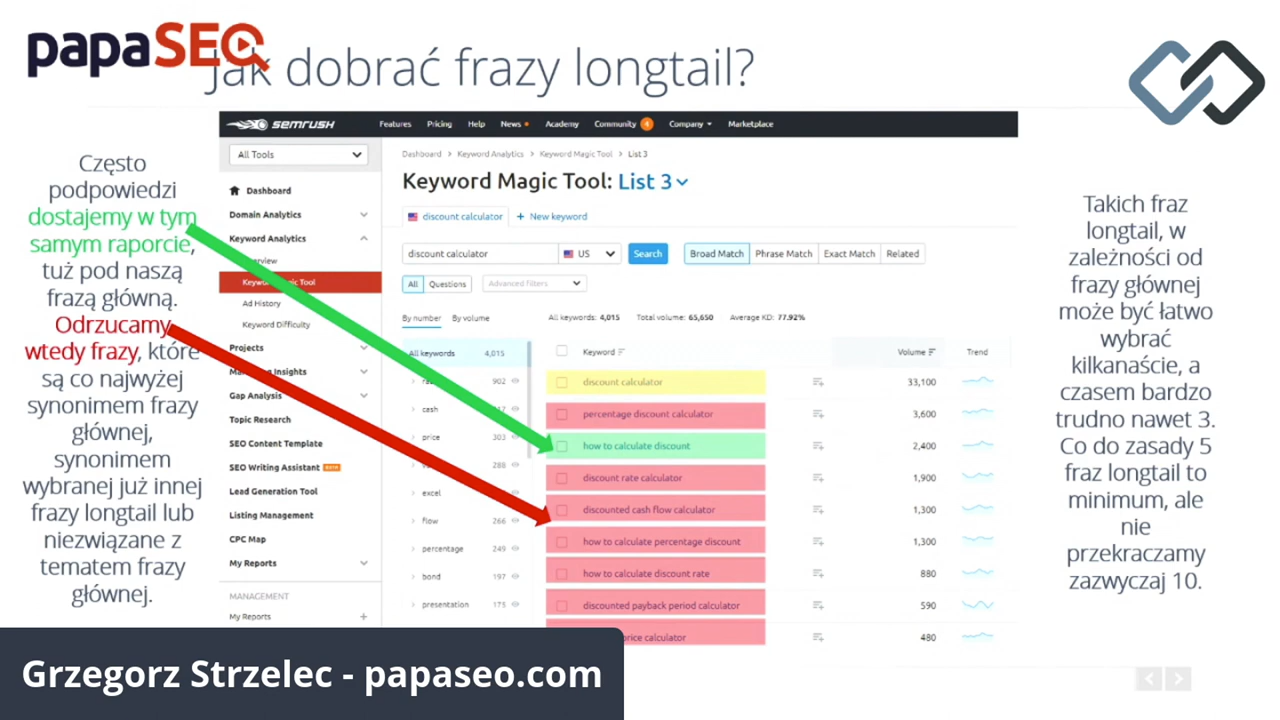 papaSEO
Jak dobrać frazy longtail?
Często
podpowiedzi
dostajemy w tym
samym raporcie,
tuż pod naszą
frazą główną.
Odrzucamy
wtedy frazy, które
są co najwyżej
synonimem frazy
głównej,
synonimem
wybranej już innej
frazy longtail lub
niezwiązane z
tematem frazy
głównej.
semrush
Features Pricing Help News Academy Community 4 Company Marketplace
All Tools
Dashboard
Domain Analytics
Keyword Analytics
Keyword Magic Tool
Ad History
Keyword Difficulty
Projects
Marketing Insights
Gap Analysis
Topic Research
SEO Content Template
SEO Writing Assistant BETA
Lead Generation Tool
Listing Management
CPC Map
My Reports
MANAGEMENT
My Reports +
Dashboard > Keyword Analytics > Keyword Magic Tool > List 3
Keyword Magic Tool: List 3
discount calculator + New keyword
discount calculator US Search Broad Match Phrase Match Exact Match Related
All Questions Advanced filters
By number By volume All keywords: 4,015 Total volume: 65,650 Average KD: 77.92%
All keywords 4,015
902
cash
price 303
288
excel
flow 266
percentage 249
bond 197
presentation 175
Keyword Volume Trend
discount calculator 33,100
percentage discount calculator 3,600
how to calculate discount 2,400
discount rate calculator 1,900
discounted cash flow calculator 1,300
how to calculate percentage discount 1,300
how to calculate discount rate 880
discounted payback period calculator 590
price calculator 480
Takich fraz
longtail, w
zależności od
frazy głównej
może być łatwo
wybrać
kilkanaście, a
czasem bardzo
trudno nawet 3.
Co do zasady 5
fraz longtail to
minimum, ale
nie
przekraczamy
zazwyczaj 10.
Grzegorz Strzelec - papaseo.com